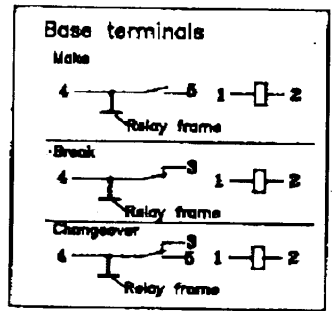 Base terminals
Make
4 5 1 2
Relay frame
Break
4 3 1 2
Relay frame
Changeover
4 3 5 1 2
Relay frame